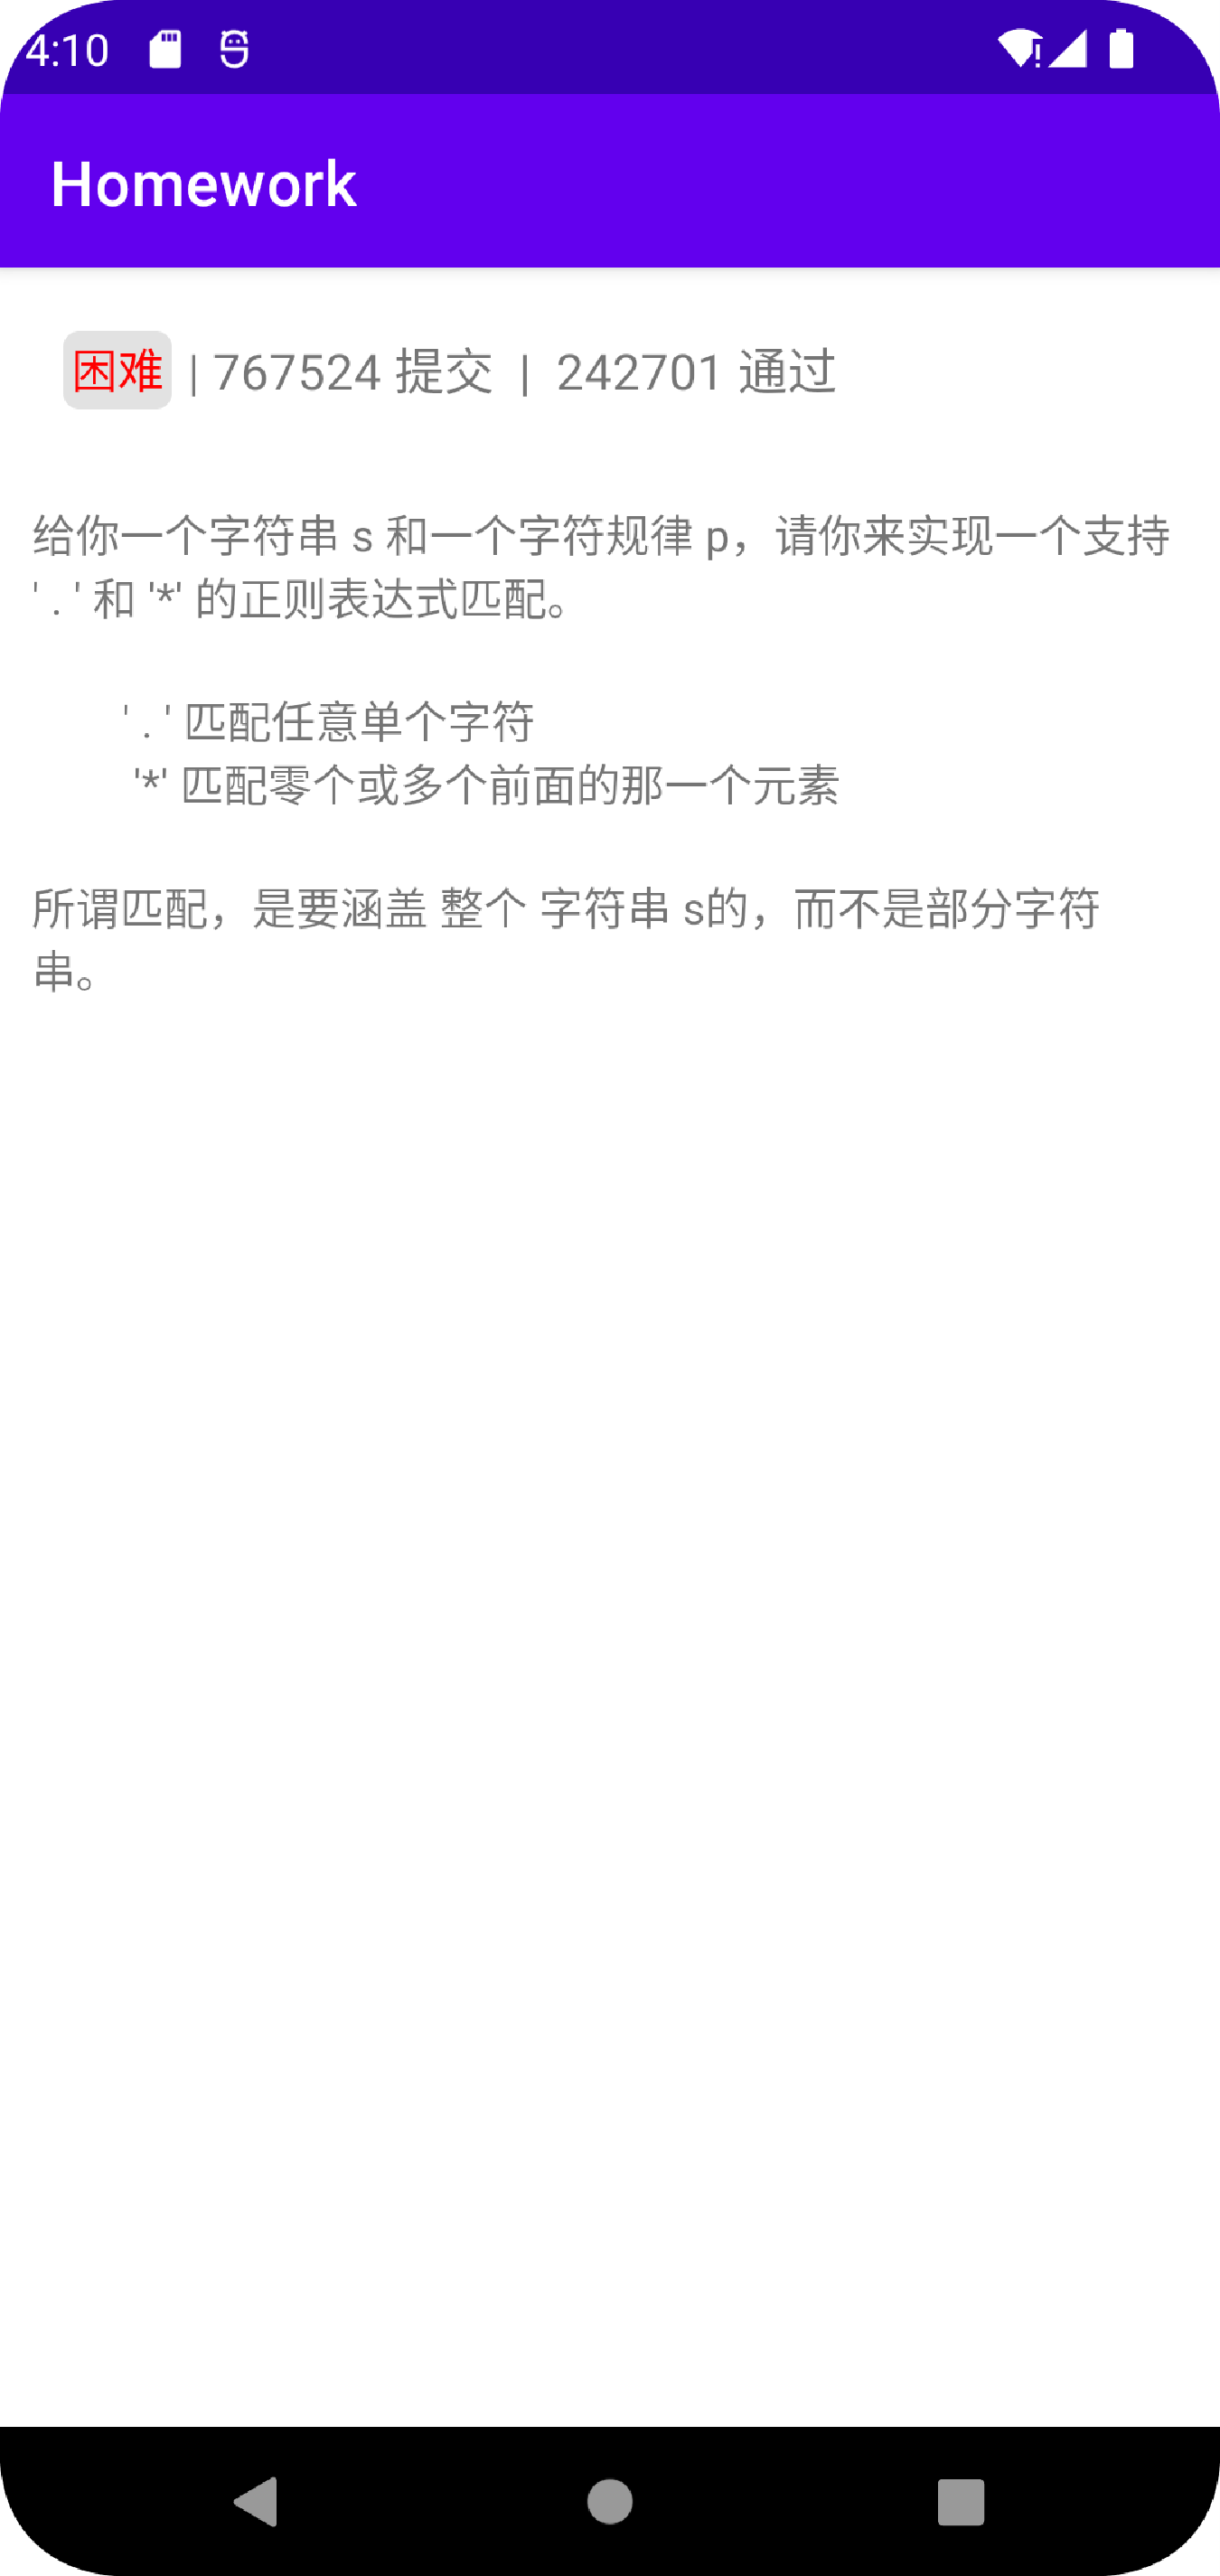 4:10
Homework
困难 | 767524 提交 | 242701 通过
给你一个字符串 s 和一个字符规律 p，请你来实现一个支持
' . ' 和 '*' 的正则表达式匹配。
' . ' 匹配任意单个字符
'*' 匹配零个或多个前面的那一个元素
所谓匹配，是要涵盖 整个 字符串 s的，而不是部分字符
串。